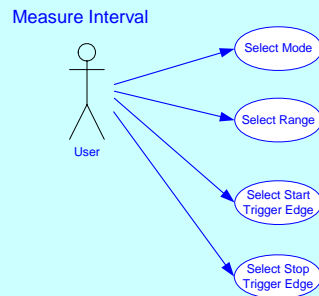 Measure Interval
Select Mode
Select Range
User
Select Start
Trigger Edge
Select Stop
Trigger Edge